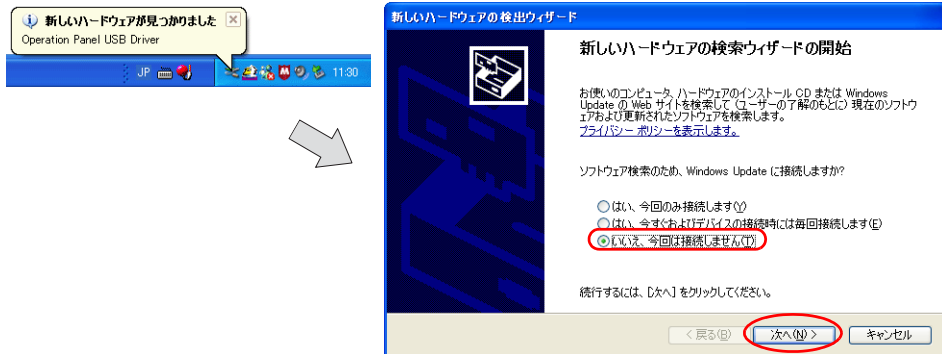 新しいハードウェアが見つかりました
Operation Panel USB Driver
JP
11:30
新しいハードウェアの検出ウィザード
新しいハードウェアの検索ウィザードの開始
お使いのコンピュータ、ハードウェアのインストール CD または Windows
Update の Web サイトを検索して (ユーザーの了解のもとに) 現在のソフトウ
ェアおよび更新されたソフトウェアを検索します。
プライバシー ポリシーを表示します。
ソフトウェア検索のため、Windows Update に接続しますか?
はい、今回のみ接続します(Y)
はい、今すぐおよびデバイスの接続時には毎回接続します(E)
いいえ、今回は接続しません(T)
続行するには、[次へ] をクリックしてください。
< 戻る(B)
次へ(N) >
キャンセル